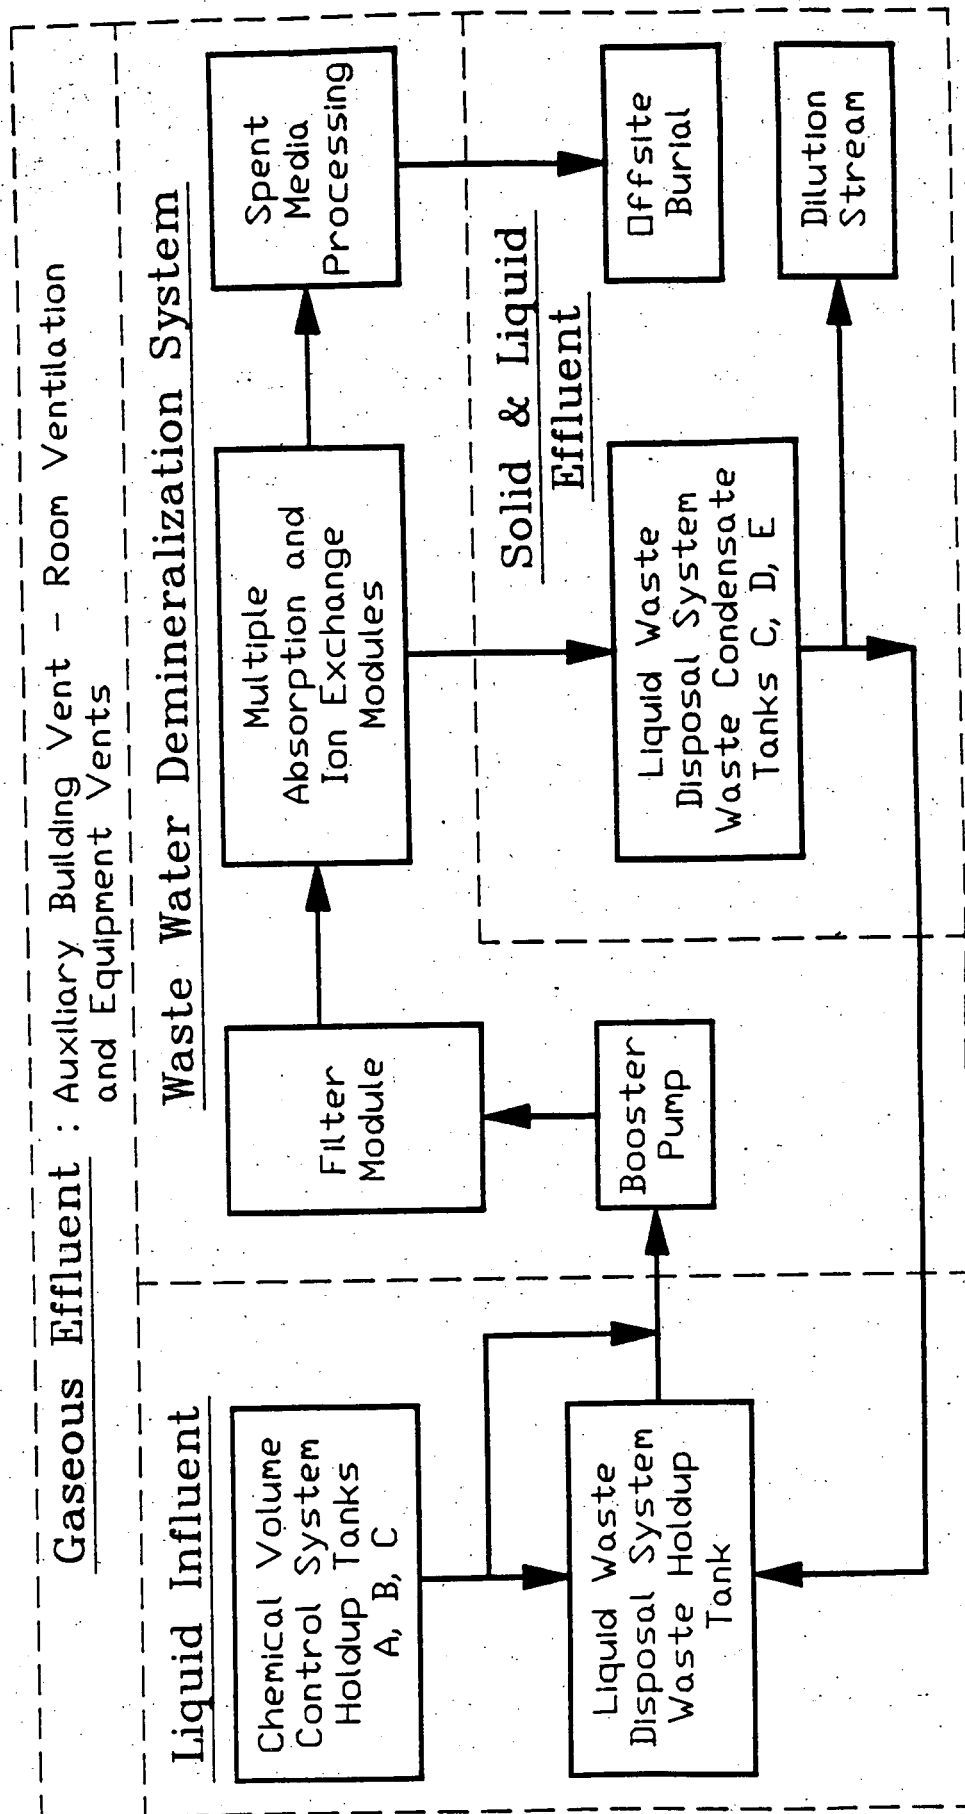 Gaseous Effluent : Auxiliary Building Vent - Room Ventilation
and Equipment Vents
Liquid Influent
Chemical Volume
Control System
Holdup Tanks
A, B, C
Liquid Waste
Disposal System
Waste Holdup
Tank
Waste Water Demineralization System
Filter
Module
Booster
Pump
Multiple
Absorption and
Ion Exchange
Modules
Spent
Media
Processing
Solid & Liquid
Effluent
Liquid Waste
Disposal System
Waste Condensate
Tanks C, D, E
Offsite
Burial
Dilution
Stream